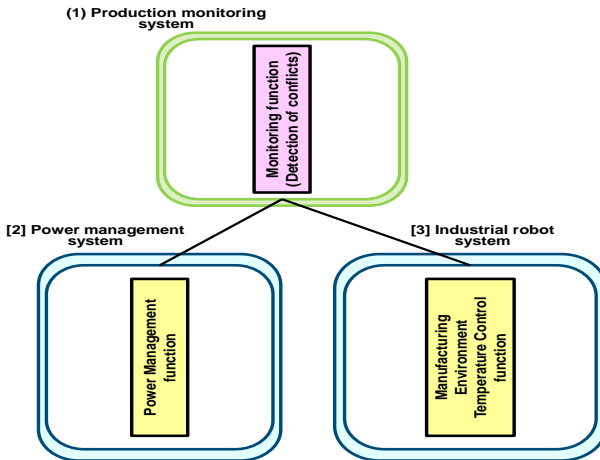 (1) Production monitoring
system
Monitoring function
(Detection of conflicts)
[2] Power management
system
[3] Industrial robot
system
Power Management
function
Manufacturing
Environment
Temperature Control
function